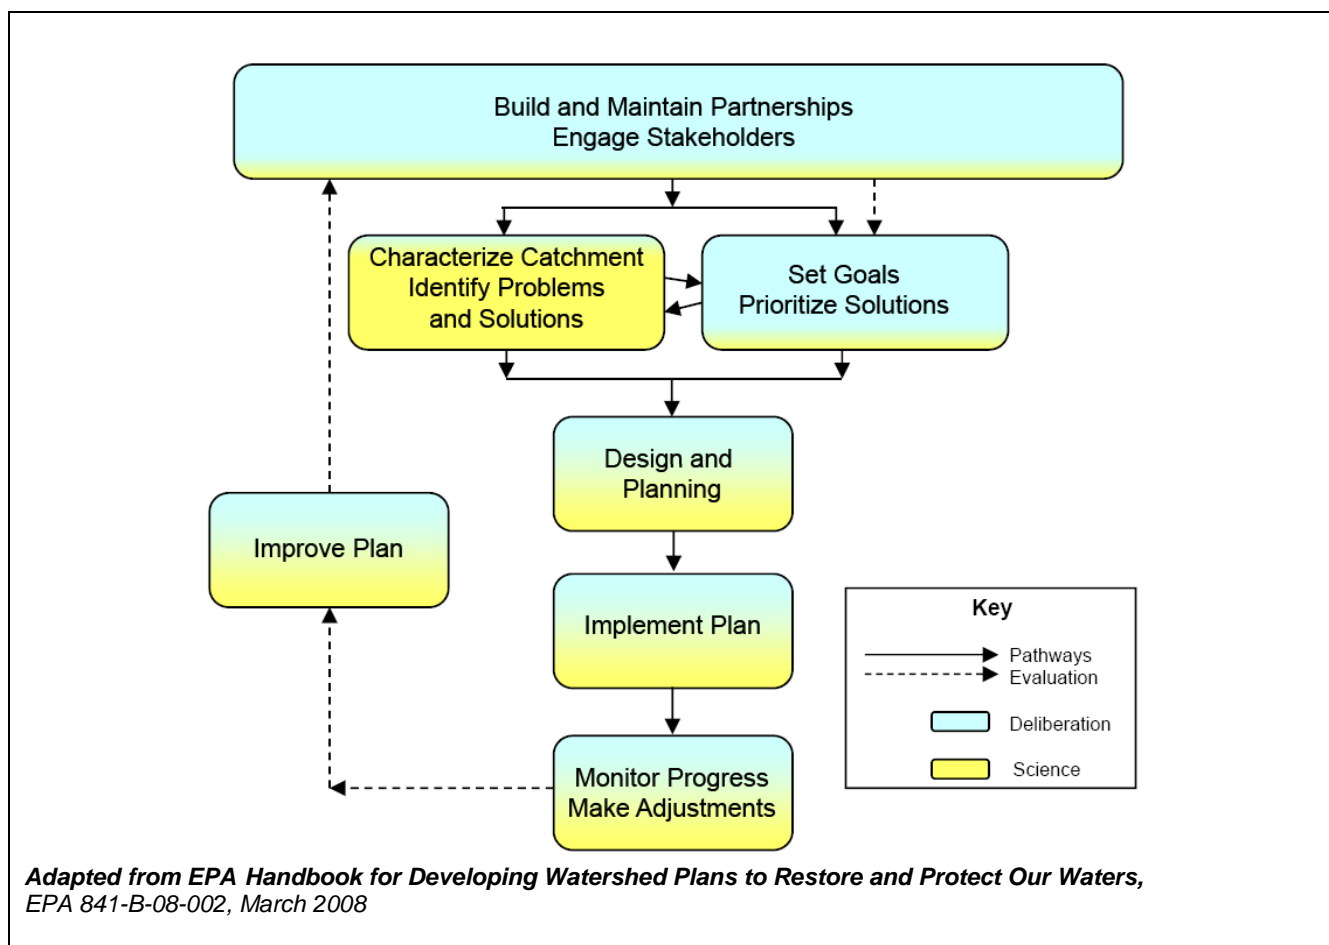 Build and Maintain Partnerships
Engage Stakeholders
Characterize Catchment
Identify Problems
and Solutions
Set Goals
Prioritize Solutions
Design and
Planning
Improve Plan
Implement Plan
Monitor Progress
Make Adjustments
Key
Pathways
Evaluation
Deliberation
Science
Adapted from EPA Handbook for Developing Watershed Plans to Restore and Protect Our Waters,
EPA 841-B-08-002, March 2008